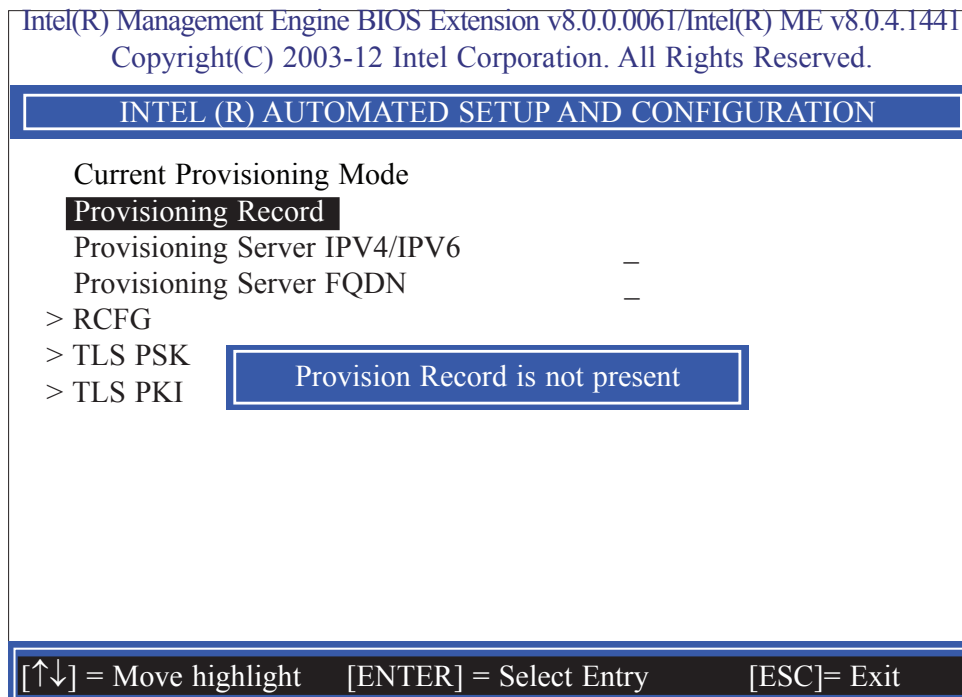 Intel(R) Management Engine BIOS Extension v8.0.0.0061/Intel(R) ME v8.0.4.1441
Copyright(C) 2003-12 Intel Corporation. All Rights Reserved.
INTEL (R) AUTOMATED SETUP AND CONFIGURATION
Current Provisioning Mode
Provisioning Record
Provisioning Server IPV4/IPV6 _
Provisioning Server FQDN _
> RCFG
> TLS PSK
> TLS PKI
Provision Record is not present
[↑↓] = Move highlight [ENTER] = Select Entry [ESC]= Exit